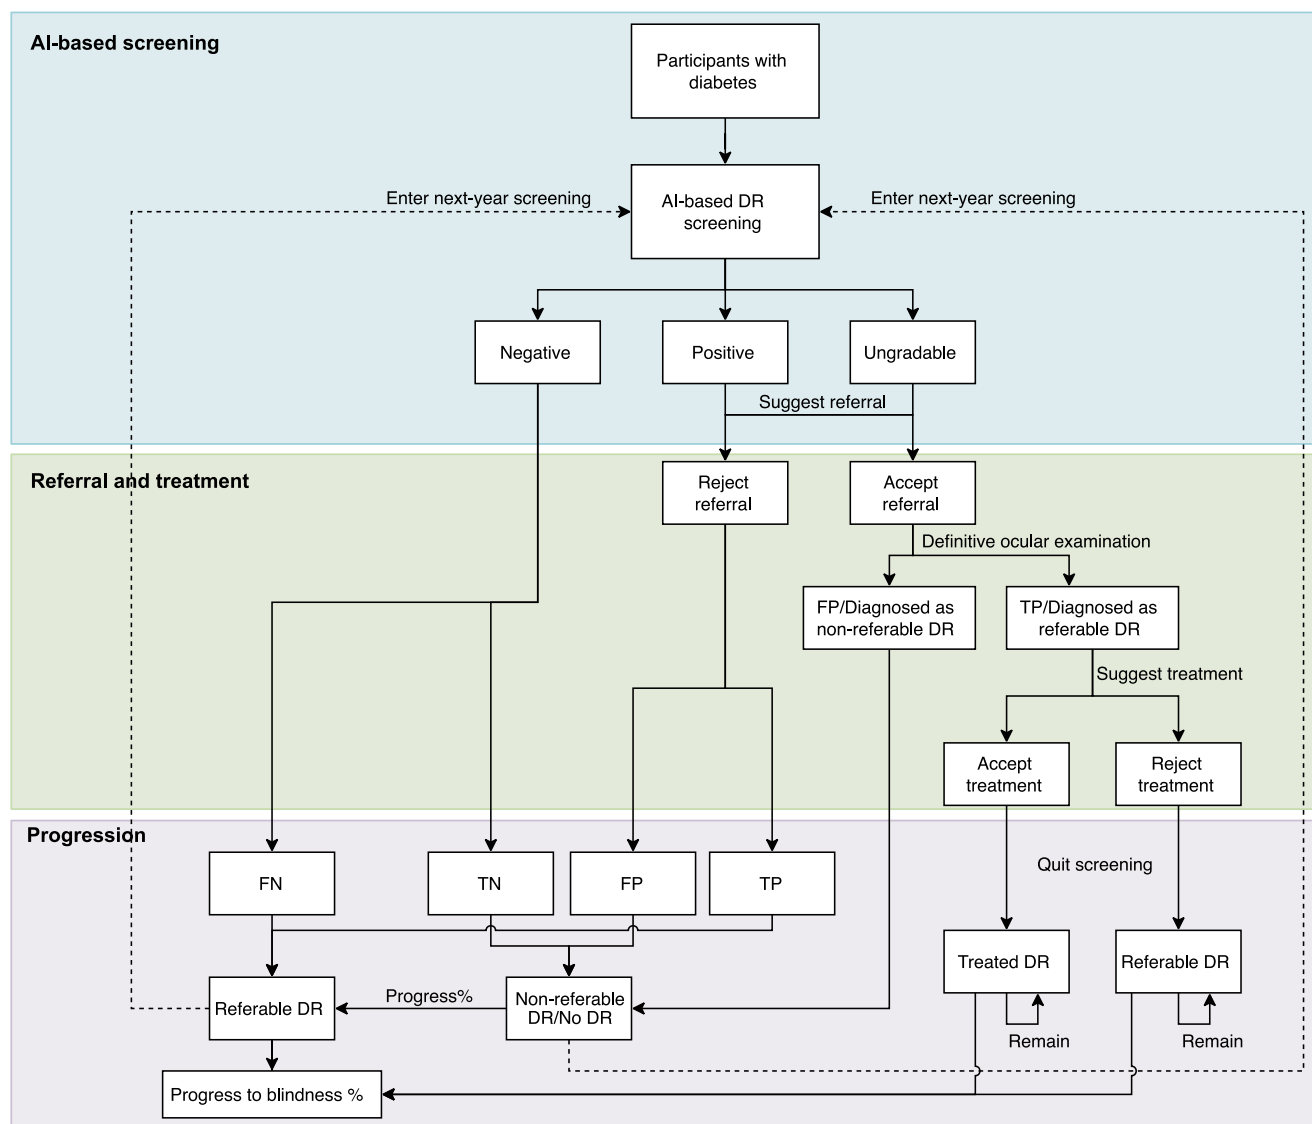 AI-based screening
Participants with
diabetes
Enter next-year screening
AI-based DR
screening
Enter next-year screening
Negative
Positive
Ungradable
Suggest referral
Referral and treatment
Reject
referral
Accept
referral
Definitive ocular examination
FP/Diagnosed as
non-referable DR
TP/Diagnosed as
referable DR
Suggest treatment
Accept
treatment
Reject
treatment
Progression
FN
TN
FP
TP
Quit screening
Treated DR
Referable DR
Referable DR
Progress%
Non-referable
DR/No DR
Remain
Remain
Progress to blindness %